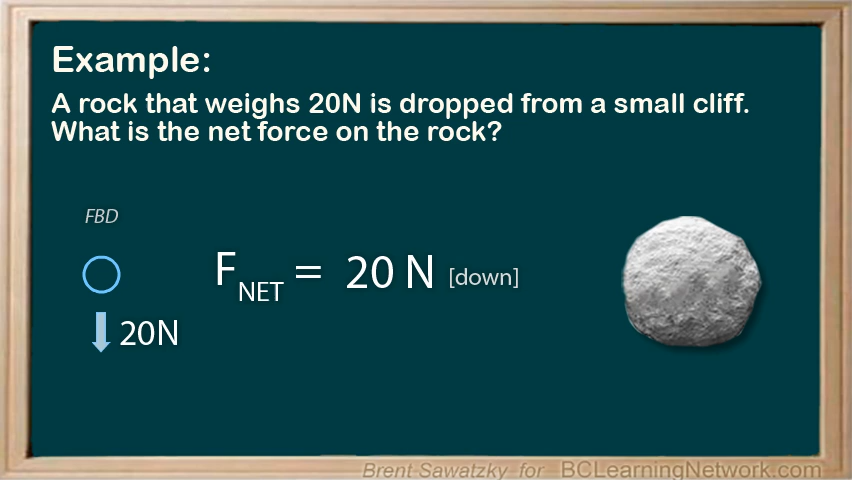 Example:
A rock that weighs 20N is dropped from a small cliff.
What is the net force on the rock?
FBD
F NET = 20 N [down]
20N
Brent Sawatzky for BCLearningNetwork.com